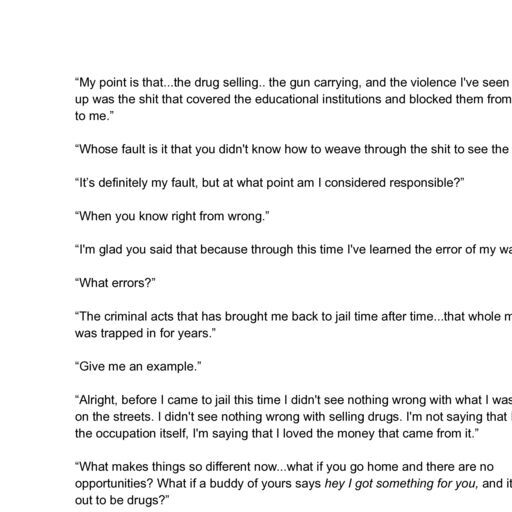 “My point is that...the drug selling.. the gun carrying, and the violence I've seen
up was the shit that covered the educational institutions and blocked them from
to me.”
“Whose fault is it that you didn't know how to weave through the shit to see the
“It’s definitely my fault, but at what point am I considered responsible?”
“When you know right from wrong.”
“I'm glad you said that because through this time I've learned the error of my wa
“What errors?”
“The criminal acts that has brought me back to jail time after time...that whole m
was trapped in for years.”
“Give me an example.”
“Alright, before I came to jail this time I didn't see nothing wrong with what I was
on the streets. I didn't see nothing wrong with selling drugs. I'm not saying that
the occupation itself, I'm saying that I loved the money that came from it.”
“What makes things so different now...what if you go home and there are no
opportunities? What if a buddy of yours says hey I got something for you, and it
out to be drugs?”